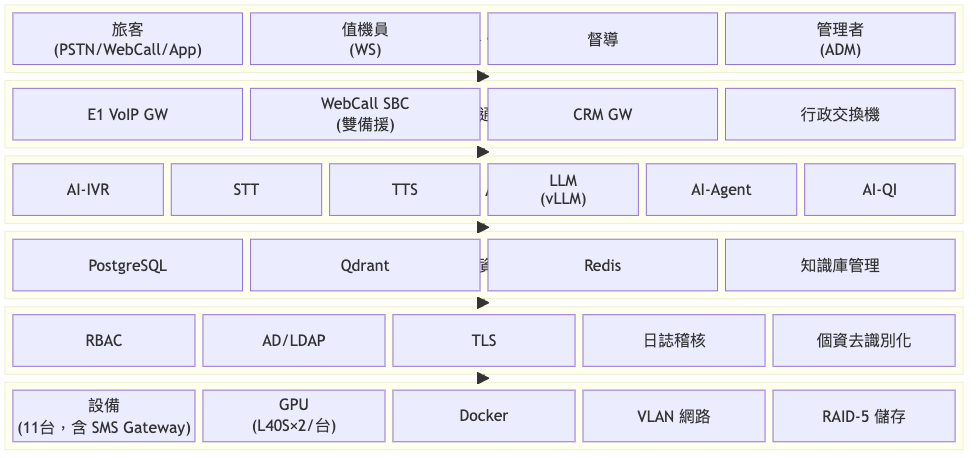 旅客
(PSTN/WebCall/App)
值機員
(WS)
督導
管理者
(ADM)
E1 VoIP GW
WebCall SBC
(雙備援)
CRM GW
行政交換機
AI-IVR
STT
TTS
LLM
(vLLM)
AI-Agent
AI-QI
PostgreSQL
Qdrant
Redis
知識庫管理
RBAC
AD/LDAP
TLS
日誌稽核
個資去識別化
設備
(11台，含 SMS Gateway)
GPU
(L40S×2/台)
Docker
VLAN 網路
RAID-5 儲存